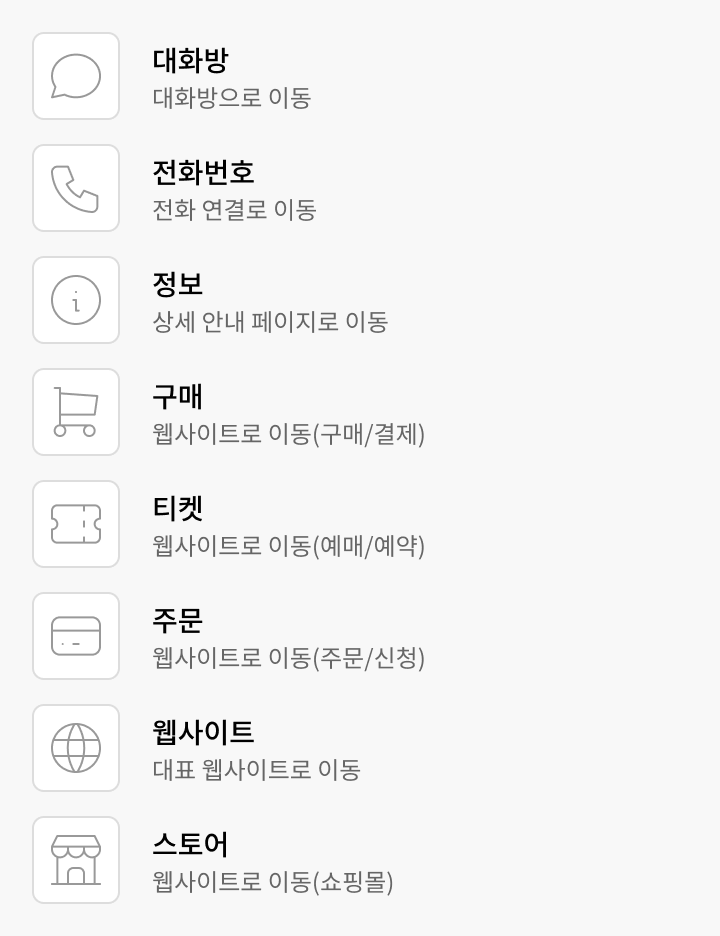 대화방
대화방으로 이동
전화번호
전화 연결로 이동
정보
상세 안내 페이지로 이동
구매
웹사이트로 이동(구매/결제)
티켓
웹사이트로 이동(예매/예약)
주문
웹사이트로 이동(주문/신청)
웹사이트
대표 웹사이트로 이동
스토어
웹사이트로 이동(쇼핑몰)